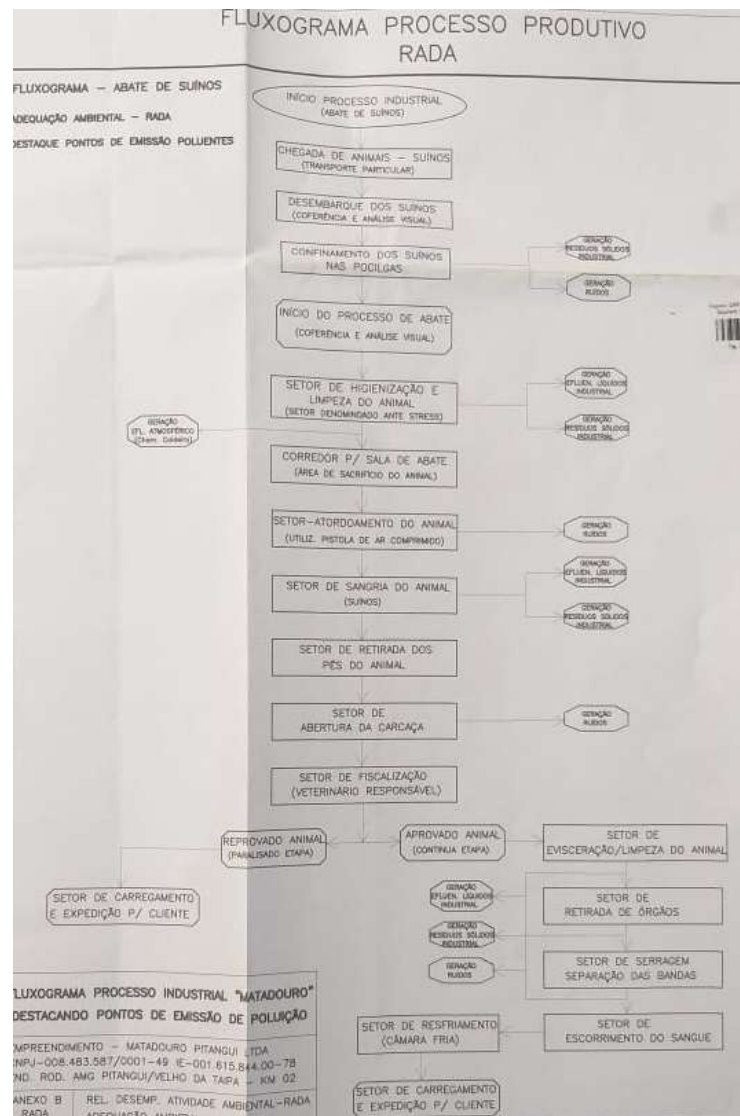 FLUXOGRAMA PROCESSO PRODUTIVO
RADA
FLUXOGRAMA – ABATE DE SUÍNOS
ADEQUAÇÃO AMBIENTAL – RADA
DESTAQUE PONTOS DE EMISSÃO POLUENTES
INÍCIO PROCESSO INDUSTRIAL
(ABATE DE SUÍNOS)
CHEGADA DE ANIMAIS – SUÍNOS
(TRANSPORTE PARTICULAR)
DESEMBARQUE DOS SUÍNOS
(COFERÊNCIA E ANÁLISE VISUAL)
CONFINAMENTO DOS SUÍNOS
NAS POCILGAS
GERAÇÃO
RESÍDUOS SÓLIDOS
INDUSTRIAL
GERAÇÃO
RUÍDOS
INÍCIO DO PROCESSO DE ABATE
(COFERÊNCIA E ANÁLISE VISUAL)
SETOR DE HIGIENIZAÇÃO E
LIMPEZA DO ANIMAL
(SETOR DENOMINDADO ANTE STRESS)
GERAÇÃO
EFLUEN. LÍQUIDOS
INDUSTRIAL
GERAÇÃO
RESÍDUOS SÓLIDOS
INDUSTRIAL
GERAÇÃO
EFL. ATMOSFÉRICO
(Cham. Caldeira)
CORREDOR P/ SALA DE ABATE
(ÁREA DE SACRIFÍCIO DO ANIMAL)
SETOR-ATORDOAMENTO DO ANIMAL
(UTILIZ. PISTOLA DE AR COMPRIMIDO)
GERAÇÃO
RUÍDOS
SETOR DE SANGRIA DO ANIMAL
(SUÍNOS)
GERAÇÃO
EFLUEN. LÍQUIDOS
INDUSTRIAL
GERAÇÃO
RESÍDUOS SÓLIDOS
INDUSTRIAL
SETOR DE RETIRADA DOS
PÉS DO ANIMAL
SETOR DE
ABERTURA DA CARCAÇA
GERAÇÃO
RUÍDOS
SETOR DE FISCALIZAÇÃO
(VETERINÁRIO RESPONSÁVEL)
REPROVADO ANIMAL
(PARALISADO ETAPA)
APROVADO ANIMAL
(CONTINUA ETAPA)
SETOR DE
EVISCERAÇÃO/LIMPEZA DO ANIMAL
SETOR DE CARREGAMENTO
E EXPEDIÇÃO P/ CLIENTE
GERAÇÃO
EFLUEN. LÍQUIDOS
INDUSTRIAL
SETOR DE
RETIRADA DE ÓRGÃOS
GERAÇÃO
RESÍDUOS SÓLIDOS
INDUSTRIAL
GERAÇÃO
RUÍDOS
SETOR DE SERRAGEM
SEPARAÇÃO DAS BANDAS
SETOR DE
ESCORRIMENTO DO SANGUE
SETOR DE RESFRIAMENTO
(CÂMARA FRIA)
SETOR DE CARREGAMENTO
E EXPEDIÇÃO P/ CLIENTE
FLUXOGRAMA PROCESSO INDUSTRIAL "MATADOURO"
DESTACANDO PONTOS DE EMISSÃO DE POLUIÇÃO
EMPREENDIMENTO – MATADOURO PITANGUI LTDA
CNPJ-008.483.587/0001-49 IE-001.615.844.00-78
END. ROD. AMG PITANGUI/VELHO DA TAIPA – KM 02
ANEXO B
RADA
REL. DESEMP. ATIVIDADE AMBIENTAL-RADA